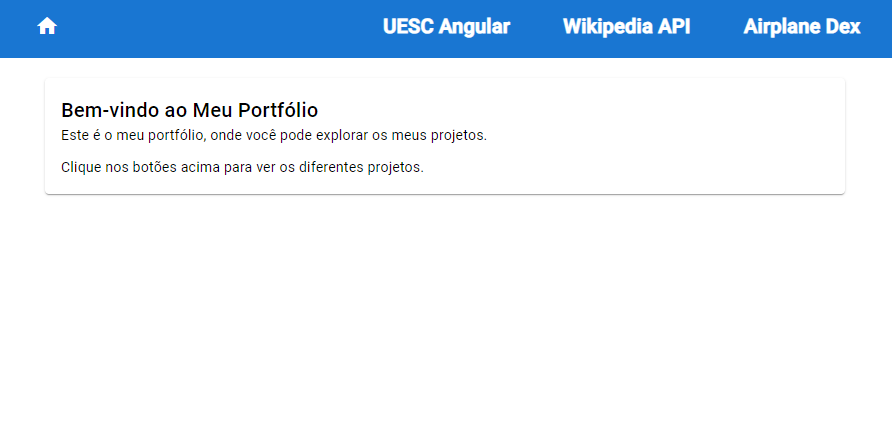 UESC Angular Wikipedia API Airplane Dex
Bem-vindo ao Meu Portfólio
Este é o meu portfólio, onde você pode explorar os meus projetos.
Clique nos botões acima para ver os diferentes projetos.